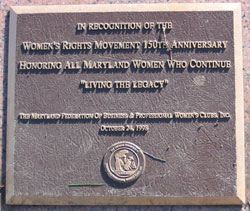 IN RECOGNITION OF THE
WOMEN'S RIGHTS MOVEMENT 150TH ANNIVERSARY
HONORING ALL MARYLAND WOMEN WHO CONTINUE
"LIVING THE LEGACY"
THE MARYLAND FEDERATION OF BUSINESS & PROFESSIONAL WOMEN'S CLUBS, INC.
OCTOBER 24, 1998